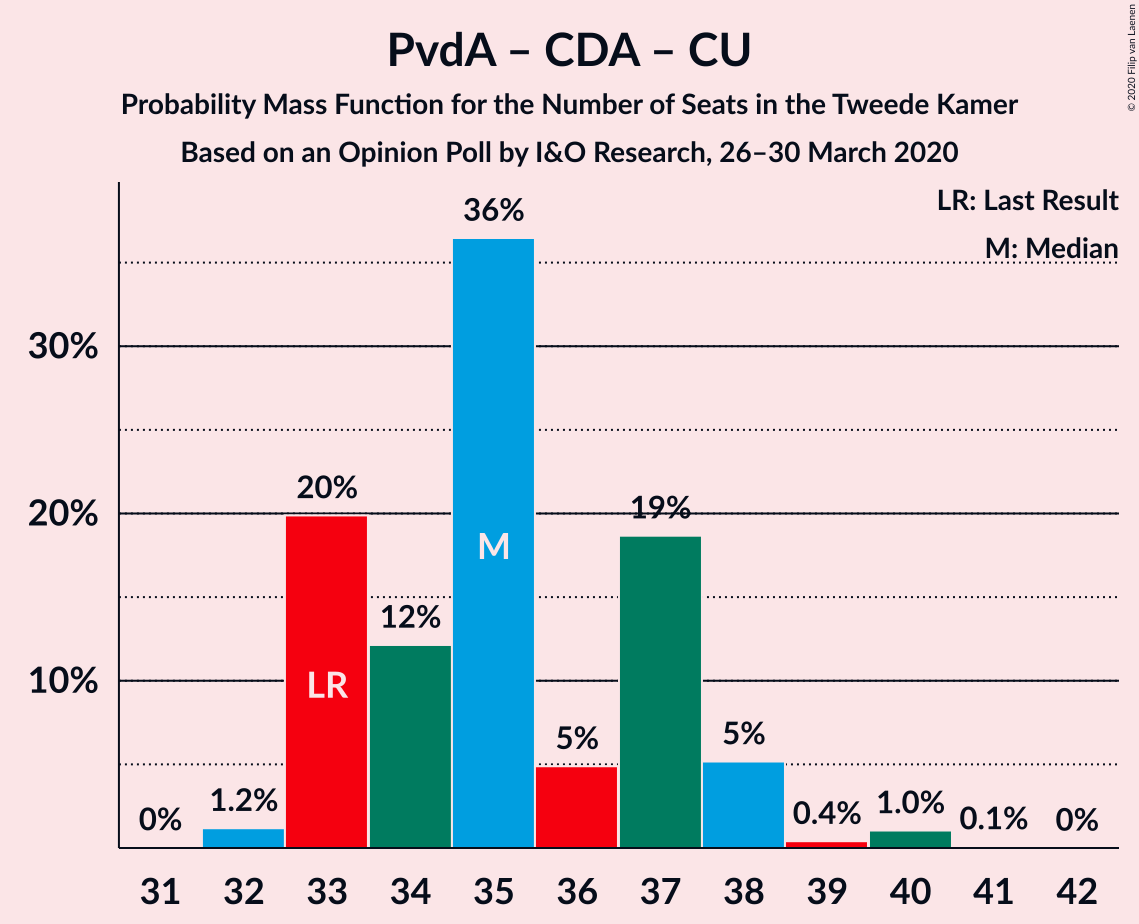 PvdA – CDA – CU
Probability Mass Function for the Number of Seats in the Tweede Kamer
Based on an Opinion Poll by I&O Research, 26–30 March 2020
© 2020 Filip van Laenen
LR: Last Result
M: Median
36%
30%
20%
19%
20%
M
12%
10%
LR
5%
5%
0%
1.2%
0.4%
1.0%
0.1%
0%
31 32 33 34 35 36 37 38 39 40 41 42